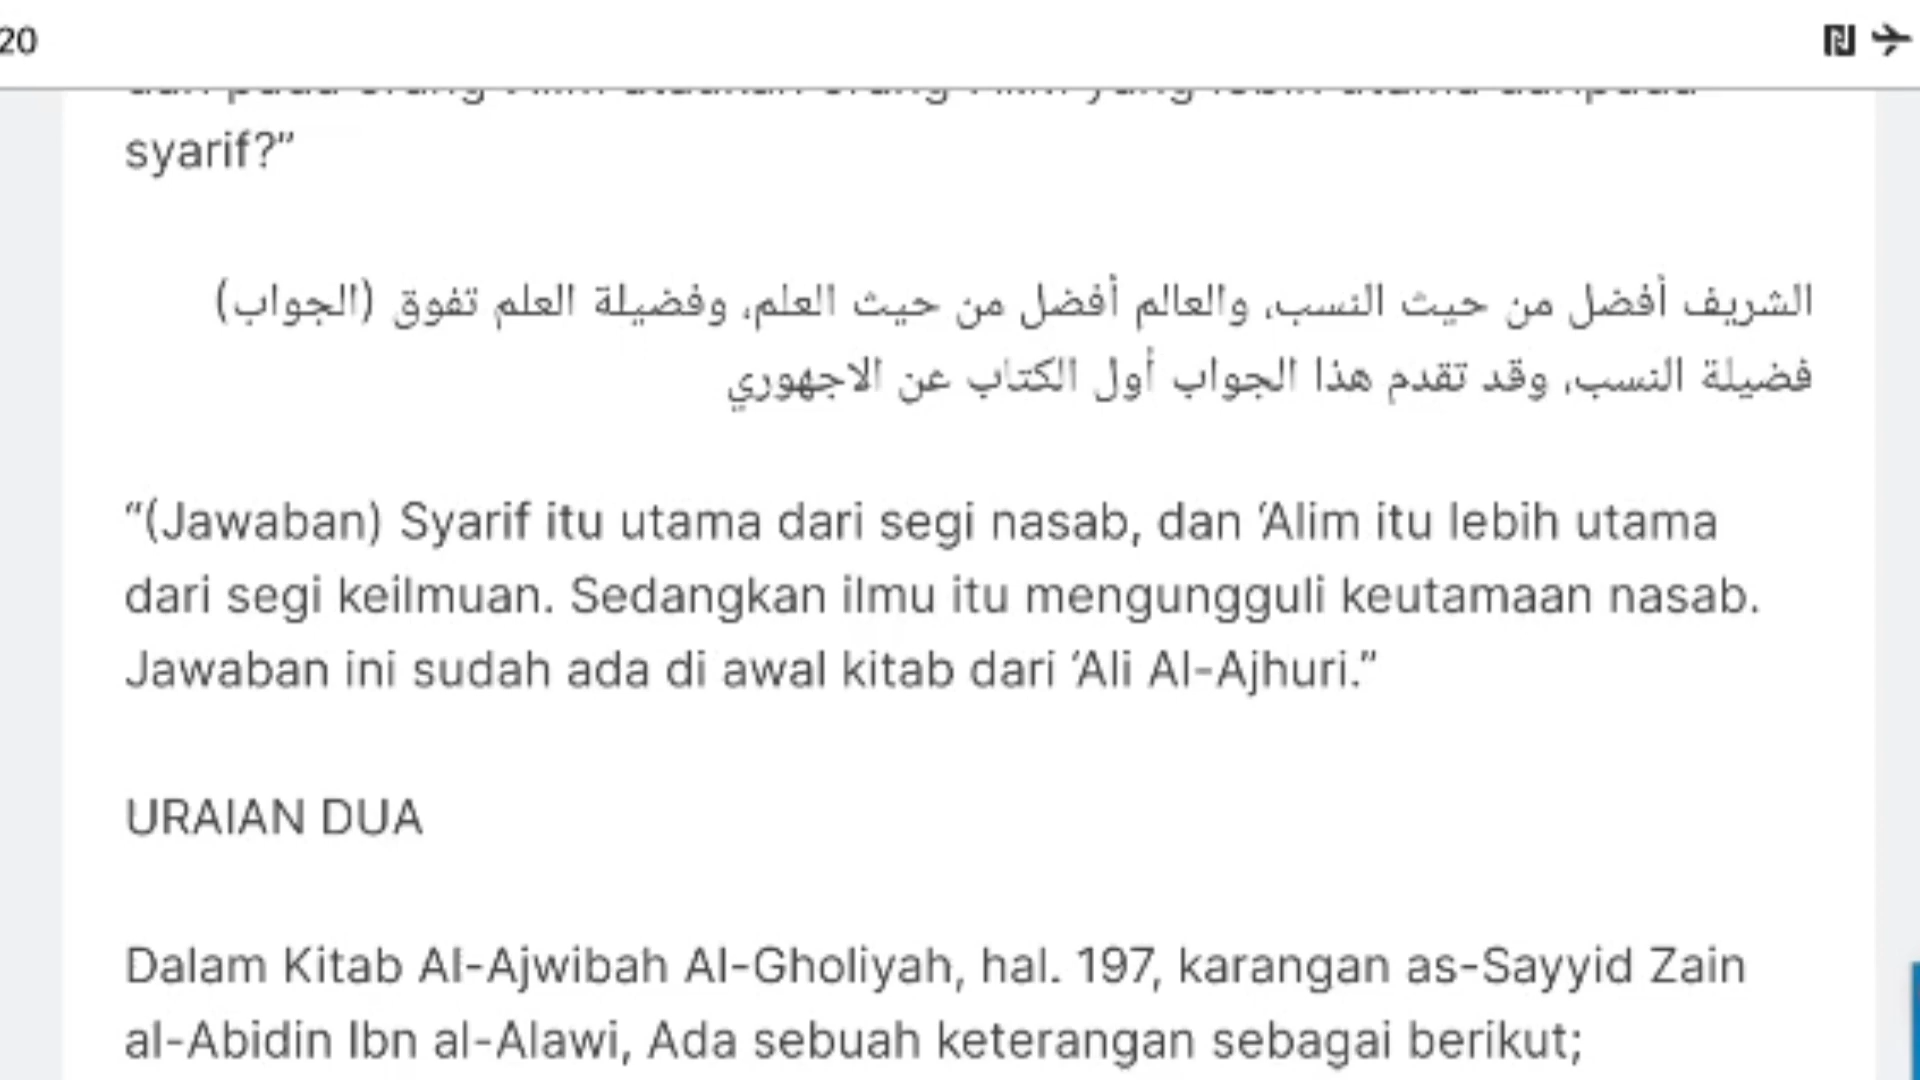 20
syarif?”
الشريف أفضل من حيث النسب، والعالم أفضل من حيث العلم، وفضيلة العلم تفوق (الجواب)
فضيلة النسب، وقد تقدم هذا الجواب أول الكتاب عن الاجهوري
“(Jawaban) Syarif itu utama dari segi nasab, dan ‘Alim itu lebih utama
dari segi keilmuan. Sedangkan ilmu itu mengungguli keutamaan nasab.
Jawaban ini sudah ada di awal kitab dari ‘Ali Al-Ajhuri.”
URAIAN DUA
Dalam Kitab Al-Ajwibah Al-Gholiyah, hal. 197, karangan as-Sayyid Zain
al-Abidin Ibn al-Alawi, Ada sebuah keterangan sebagai berikut;